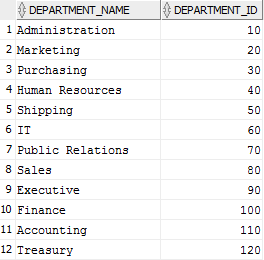 DEPARTMENT_NAME DEPARTMENT_ID
1 Administration 10
2 Marketing 20
3 Purchasing 30
4 Human Resources 40
5 Shipping 50
6 IT 60
7 Public Relations 70
8 Sales 80
9 Executive 90
10 Finance 100
11 Accounting 110
12 Treasury 120